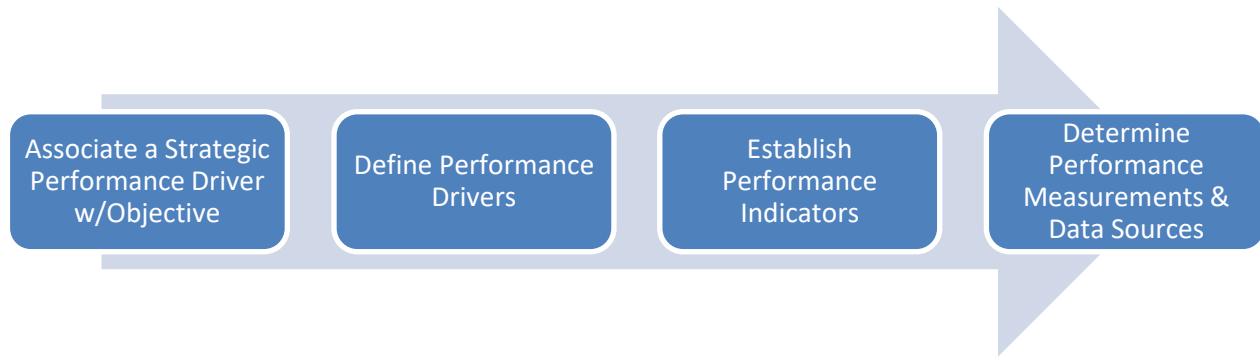 Associate a Strategic
Performance Driver
w/Objective
Define Performance
Drivers
Establish
Performance
Indicators
Determine
Performance
Measurements &
Data Sources